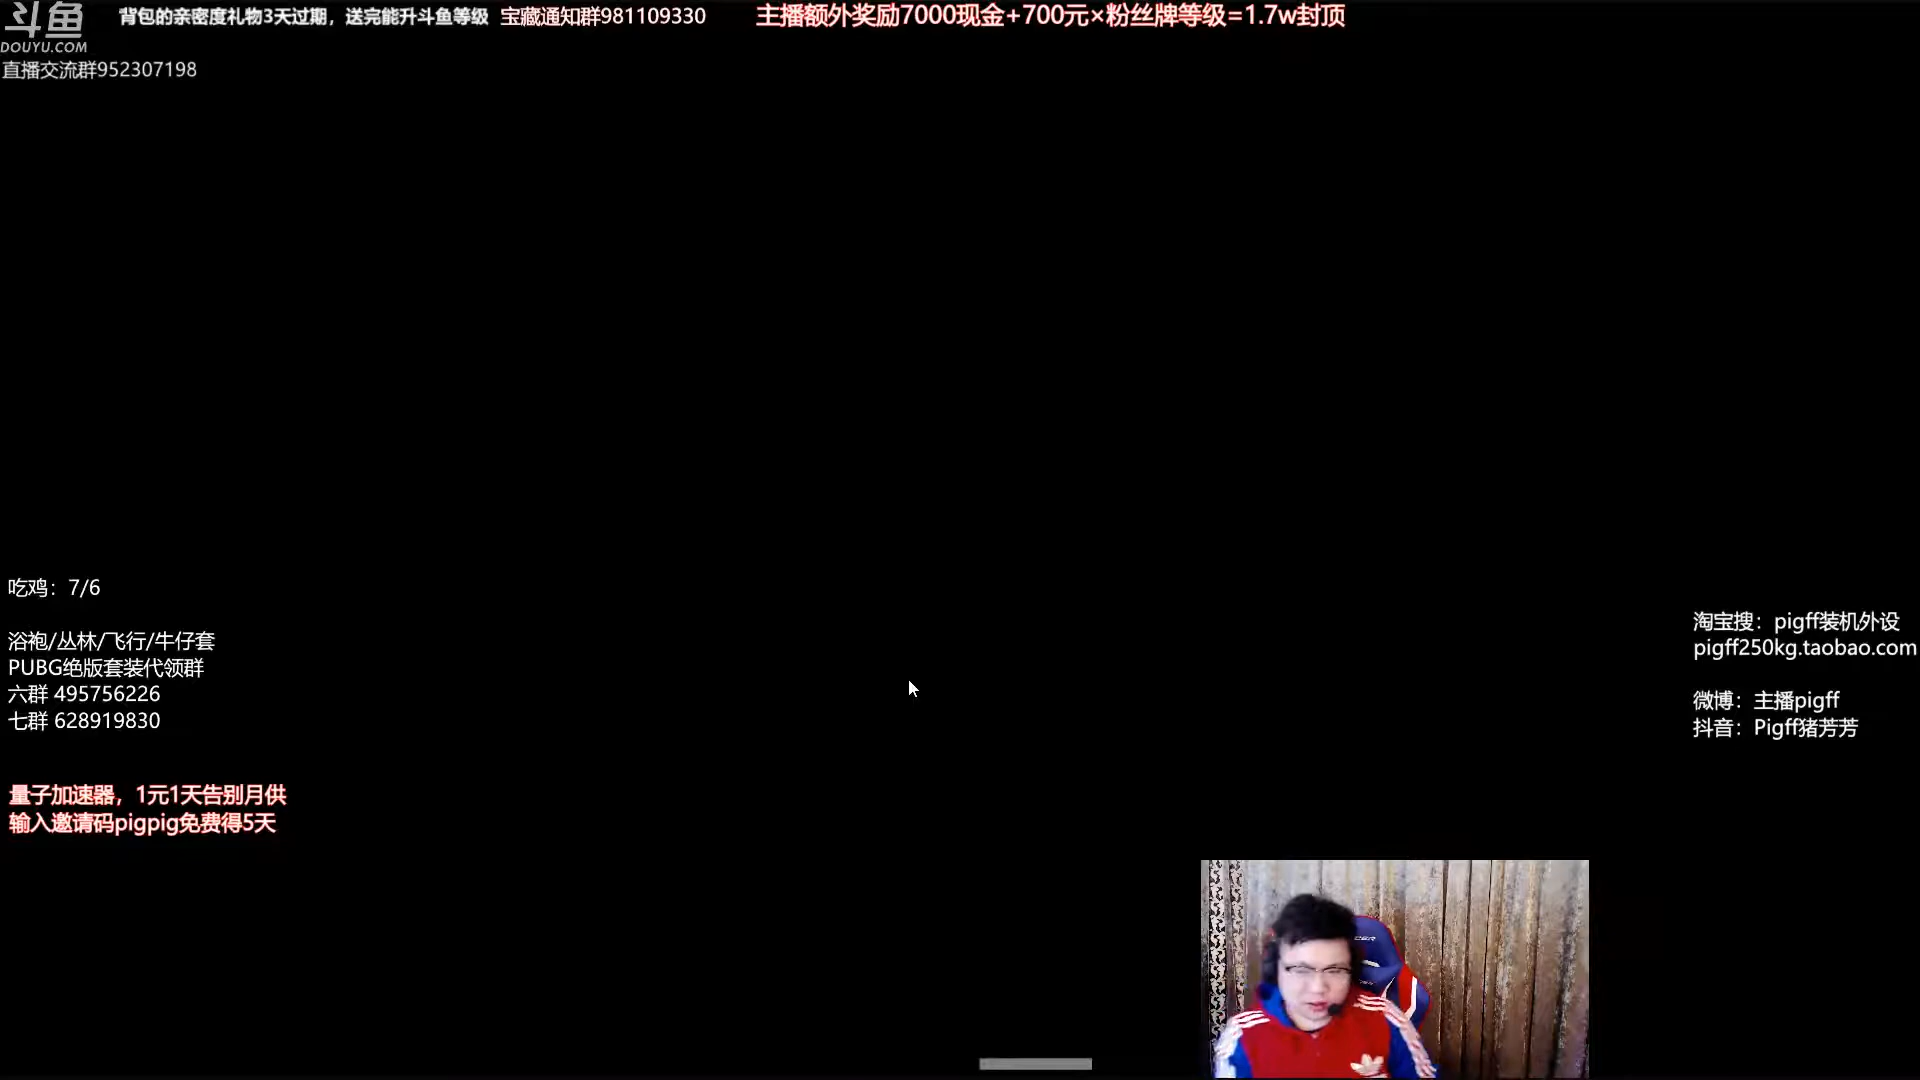 斗鱼
DOUYU.COM
背包的亲密度礼物3天过期，送完能升斗鱼等级 宝藏通知群981109330 主播额外奖励7000现金+700元×粉丝牌等级=1.7w封顶
直播交流群952307198
吃鸡：7/6
浴袍/丛林/飞行/牛仔套
PUBG绝版套装代领群
六群 495756226
七群 628919830
量子加速器，1元1天告别月供
输入邀请码pigpig免费得5天
淘宝搜：pigff装机外设
pigff250kg.taobao.com
微博：主播pigff
抖音：Pigff猪芳芳